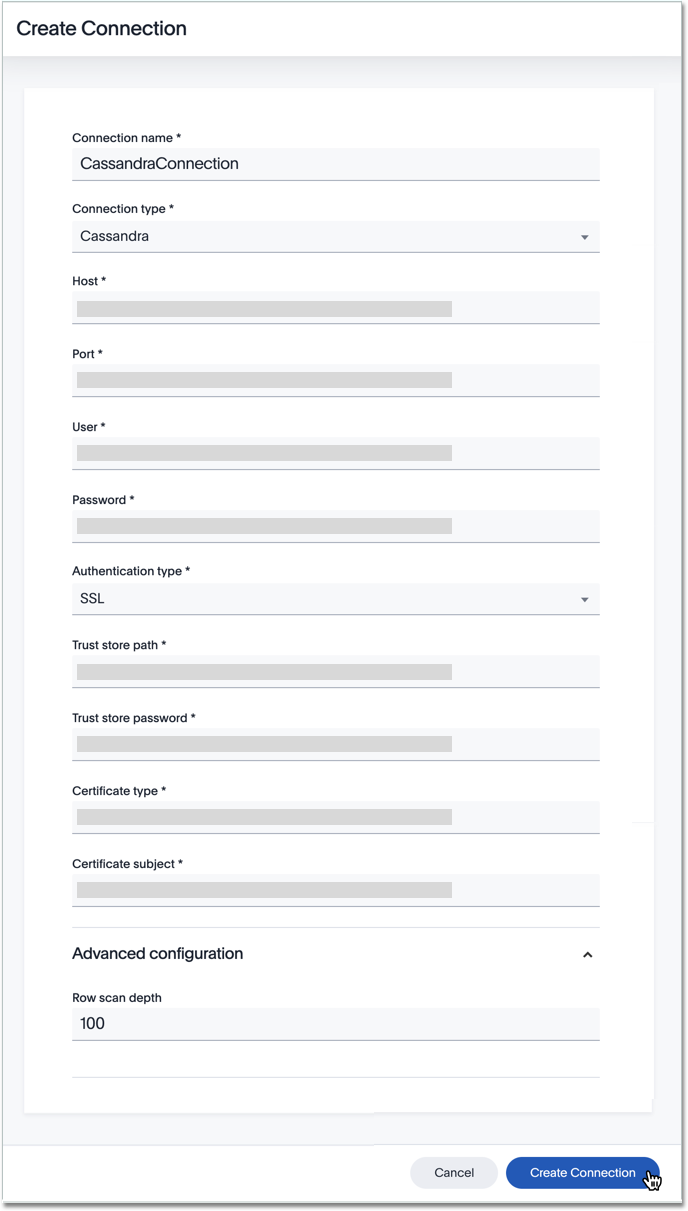 Create Connection
Connection name *
CassandraConnection
Connection type *
Cassandra
Host *
Port *
User *
Password *
Authentication type *
SSL
Trust store path *
Trust store password *
Certificate type *
Certificate subject *
Advanced configuration
Row scan depth
100
Cancel
Create Connection